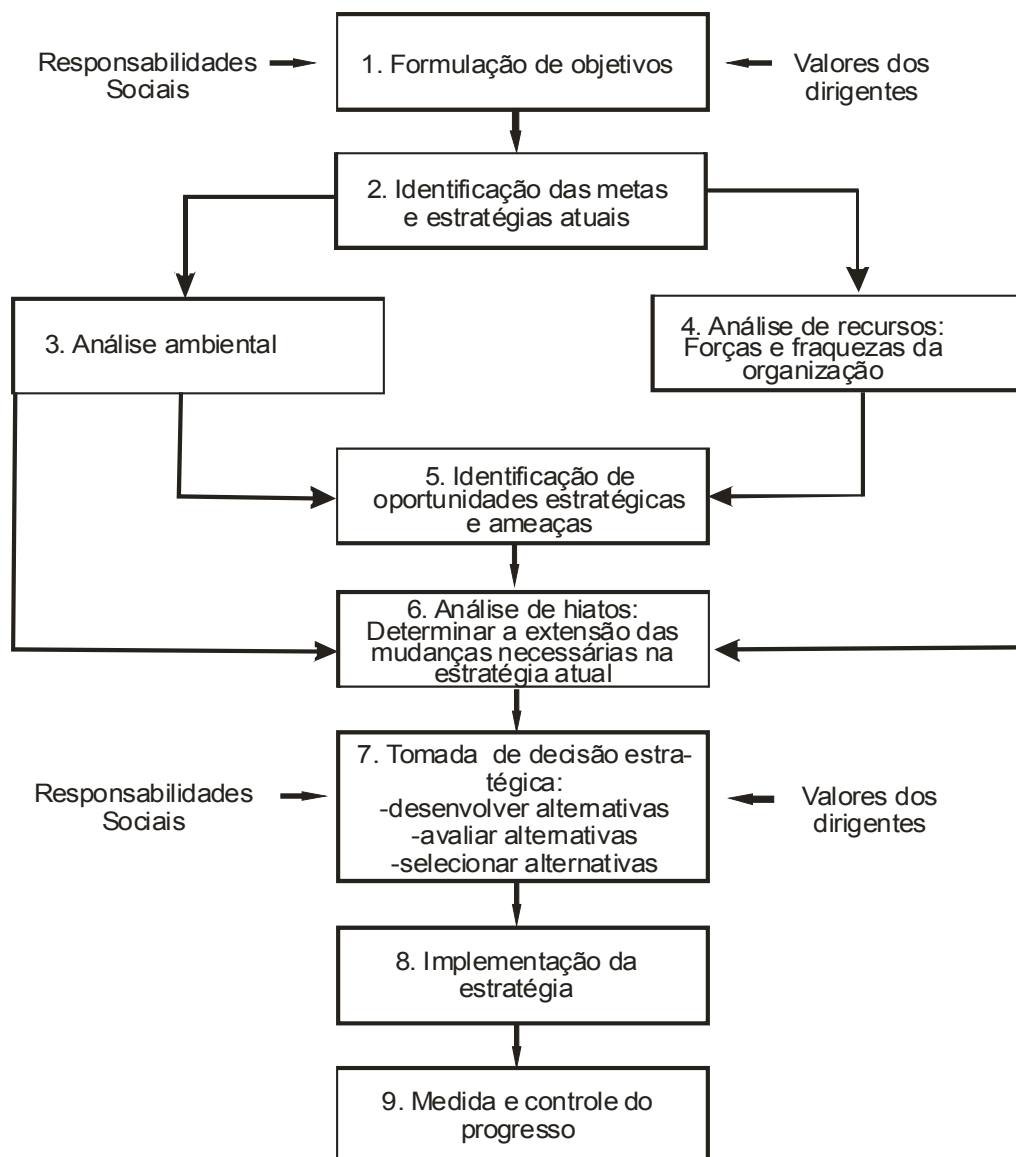 Responsabilidades
Sociais
1. Formulação de objetivos
Valores dos
dirigentes
2. Identificação das metas
e estratégias atuais
3. Análise ambiental
4. Análise de recursos:
Forças e fraquezas da
organização
5. Identificação de
oportunidades estratégicas
e ameaças
6. Análise de hiatos:
Determinar a extensão das
mudanças necessárias na
estratégia atual
Responsabilidades
Sociais
7. Tomada de decisão estra-
tégica:
-desenvolver alternativas
-avaliar alternativas
-selecionar alternativas
Valores dos
dirigentes
8. Implementação da
estratégia
9. Medida e controle do
progresso